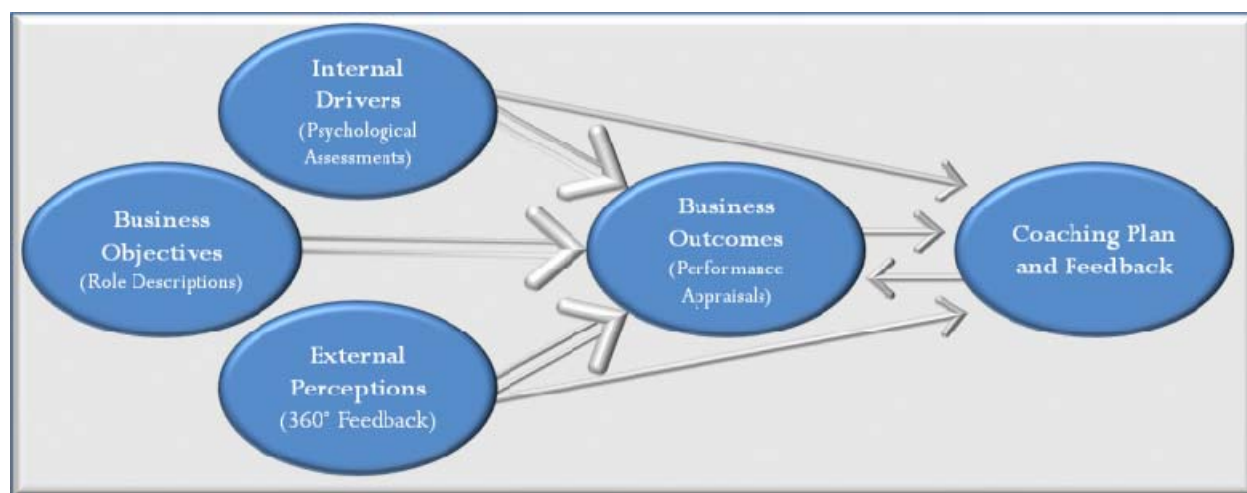 Internal
Drivers
(Psychological
Assessments)
Business
Objectives
(Role Descriptions)
External
Perceptions
(360° Feedback)
Business
Outcomes
(Performance
Appraisals)
Coaching Plan
and Feedback